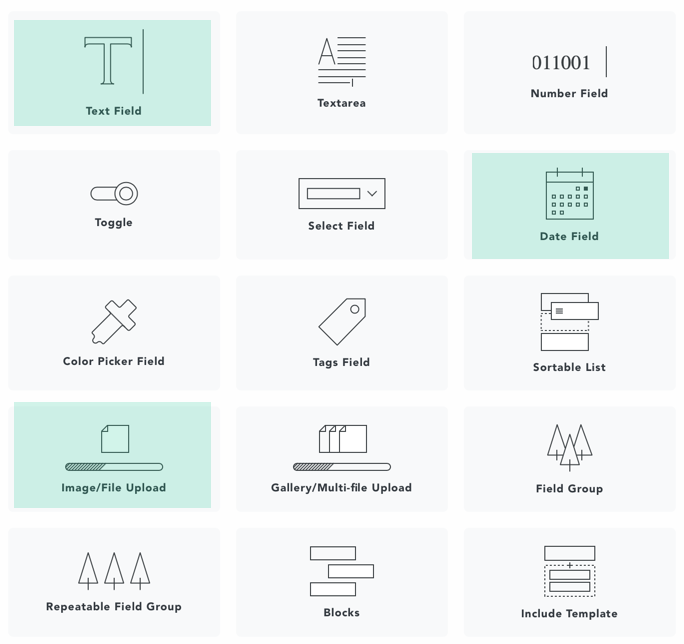 Text Field
A
Textarea
011001
Number Field
Toggle
Select Field
Date Field
Color Picker Field
Tags Field
Sortable List
Image/File Upload
Gallery/Multi-file Upload
Field Group
Repeatable Field Group
Blocks
Include Template